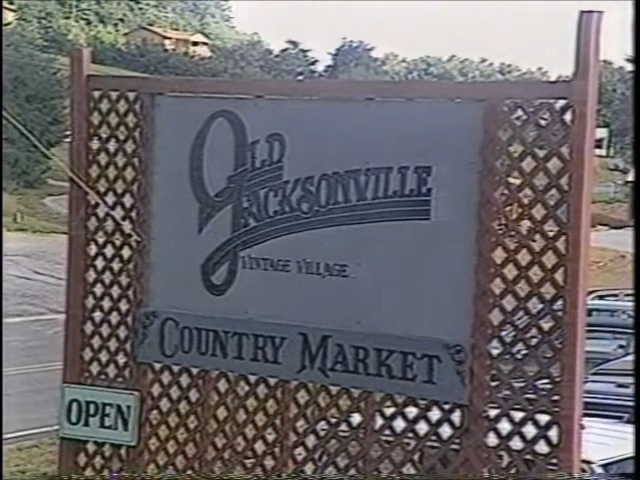 Old
Jacksonville
Vintage Village
Country Market
OPEN